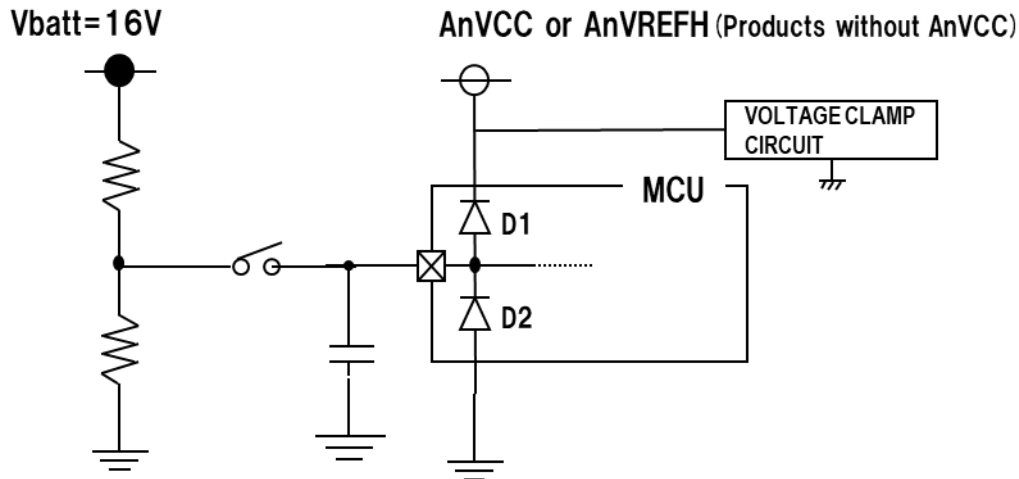 Vbatt=16V
AnVCC or AnVREFH (Products without AnVCC)
VOLTAGE CLAMP
CIRCUIT
MCU
D1
D2